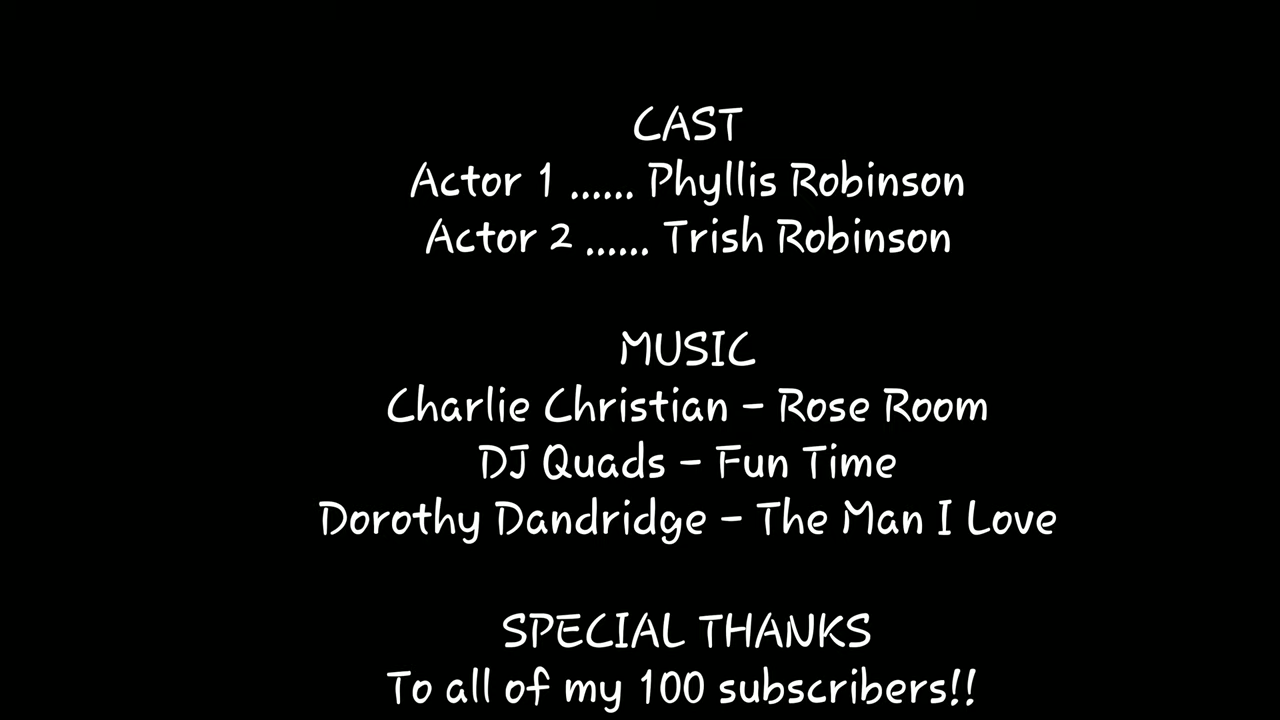 CAST
Actor 1 ...... Phyllis Robinson
Actor 2 ...... Trish Robinson
MUSIC
Charlie Christian - Rose Room
DJ Quads - Fun Time
Dorothy Dandridge - The Man I Love
SPECIAL THANKS
To all of my 100 subscribers!!